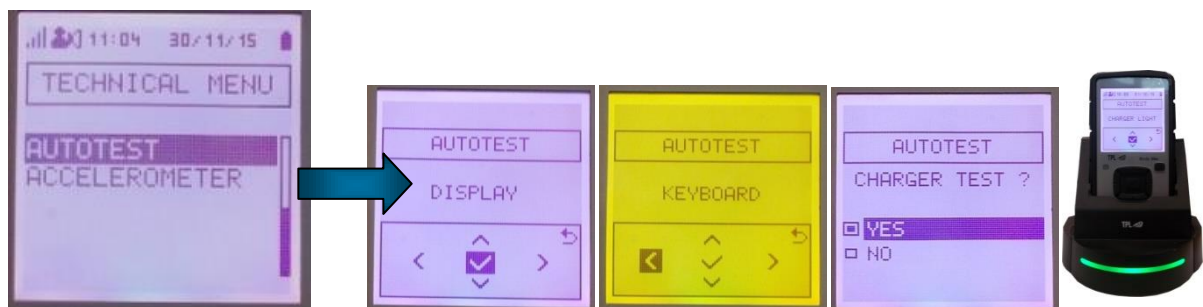 11:04 30/11/15
TECHNICAL MENU
AUTOTEST
ACCELEROMETER
AUTOTEST
DISPLAY
AUTOTEST
KEYBOARD
AUTOTEST
CHARGER TEST ?
YES
NO
AUTOTEST
CHARGER LIGHT